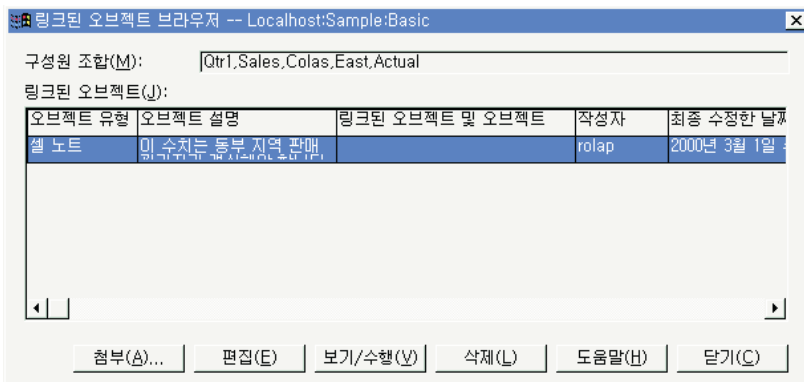 링크된 오브젝트 브라우저 -- Localhost:Sample:Basic
구성원 조합(M): Qtr1,Sales,Colas,East,Actual
링크된 오브젝트(J):
오브젝트 유형 오브젝트 설명 링크된 오브젝트 및 오브젝트 작성자 최종 수정한 날짜
셀 노트 이 수치는 동부 지역 판매 rolap 2000년 3월 1일
첨부(A)... 편집(E) 보기/수행(V) 삭제(L) 도움말(H) 닫기(C)